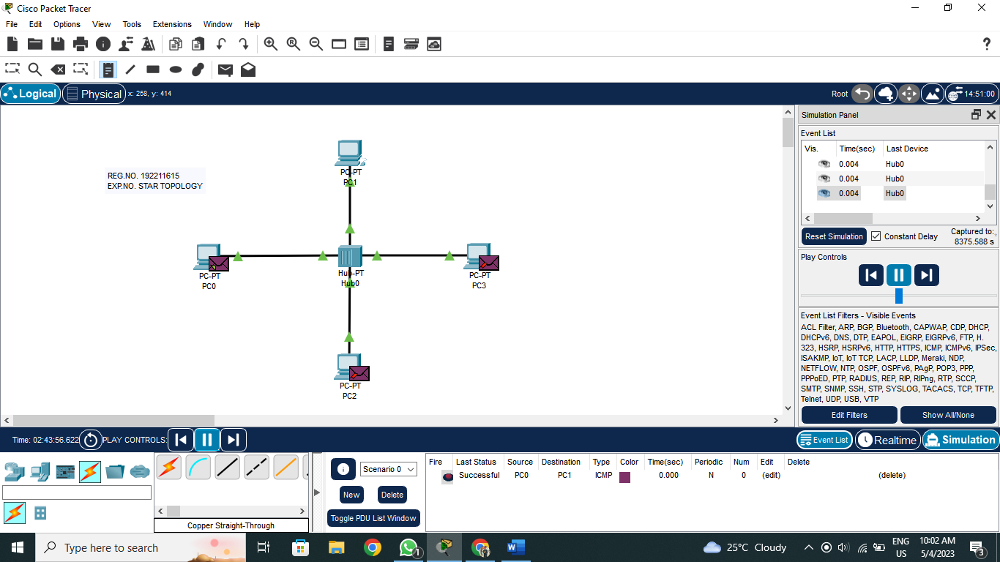 Cisco Packet Tracer
File Edit Options View Tools Extensions Window Help
?
Logical Physical x: 258, y: 414 Root 14:51:00
REG.NO. 192211615
EXP.NO. STAR TOPOLOGY
PC-PT
PC1
PC-PT
PC0
Hub-PT
Hub0
PC-PT
PC3
PC-PT
PC2
Simulation Panel
Event List
Vis. Time(sec) Last Device
0.004 Hub0
0.004 Hub0
0.004 Hub0
Reset Simulation Constant Delay Captured to:
8375.588 s
Play Controls
Event List Filters - Visible Events
ACL Filter, ARP, BGP, Bluetooth, CAPWAP, CDP, DHCP,
DHCPv6, DNS, DTP, EAPOL, EIGRP, EIGRPv6, FTP, H.
323, HSRP, HSRPv6, HTTP, HTTPS, ICMP, ICMPv6, IPSec,
ISAKMP, IoT, IoT TCP, LACP, LLDP, Meraki, NDP,
NETFLOW, NTP, OSPF, OSPFv6, PAgP, POP3, PPP,
PPPoED, PTP, RADIUS, REP, RIP, RIPng, RTP, SCCP,
SMTP, SNMP, SSH, STP, SYSLOG, TACACS, TCP, TFTP,
Telnet, UDP, USB, VTP
Edit Filters Show All/None
Time: 02:43:56.622 PLAY CONTROLS: Event List Realtime Simulation
Scenario 0
New Delete
Toggle PDU List Window
Copper Straight-Through
Fire Last Status Source Destination Type Color Time(sec) Periodic Num Edit Delete
Successful PC0 PC1 ICMP 0.000 N 0 (edit) (delete)
Type here to search
1
25°C Cloudy
ENG
US
10:02 AM
5/4/2023
3